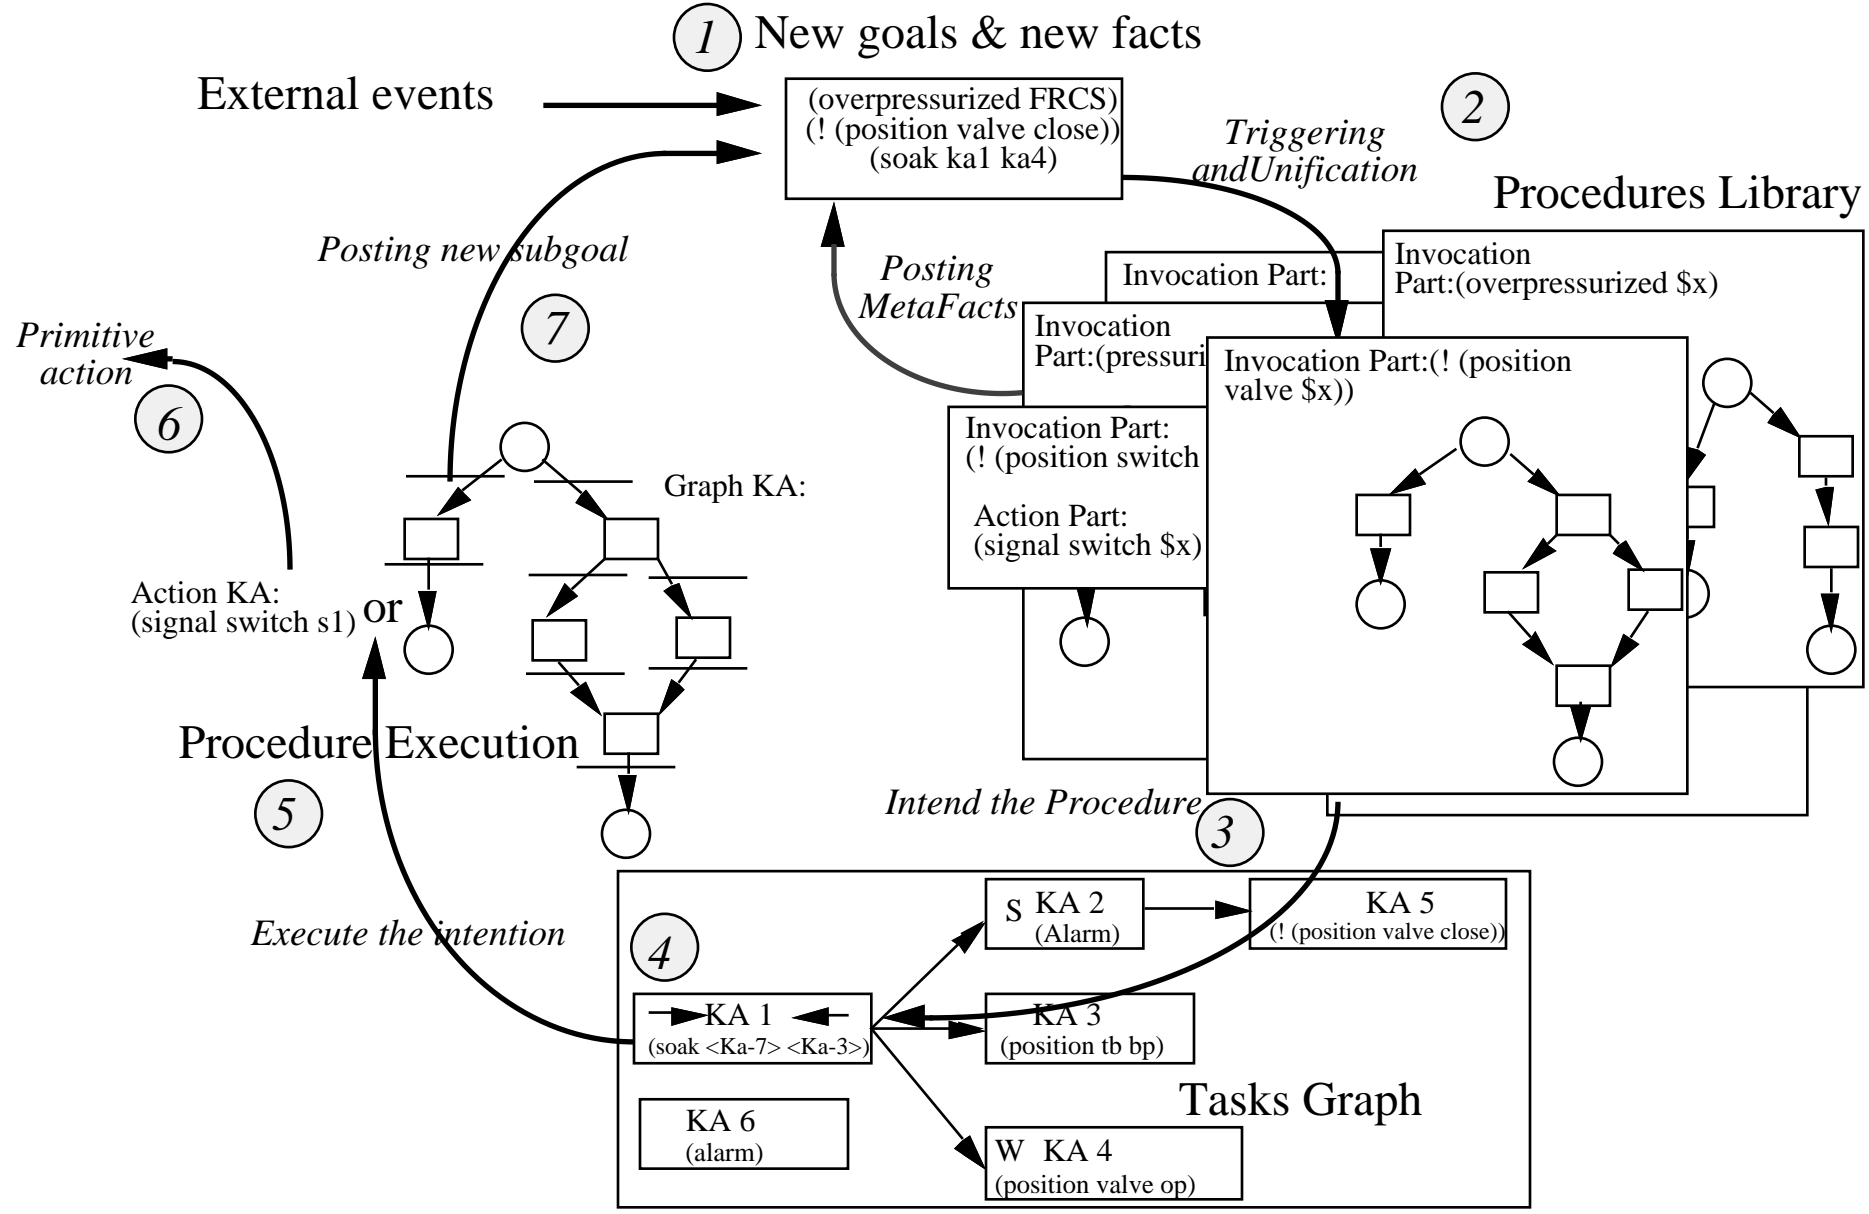 1 New goals & new facts
External events
(overpressurized FRCS)
(! (position valve close))
(soak ka1 ka4)
2
Triggering
andUnification
Procedures Library
Posting new subgoal
Posting
MetaFacts
Invocation Part:
Invocation
Part:(overpressurized $x)
Invocation
Part:(pressuri
Invocation Part:(! (position
valve $x))
Invocation Part:
(! (position switch
Action Part:
(signal switch $x)
7
Primitive
action
6
Graph KA:
Action KA:
(signal switch s1)
or
Procedure Execution
5
Intend the Procedure
3
Execute the intention
4
S KA 2
(Alarm)
KA 5
(! (position valve close))
KA 1
(soak <Ka-7> <Ka-3>)
KA 3
(position tb bp)
Tasks Graph
KA 6
(alarm)
W KA 4
(position valve op)